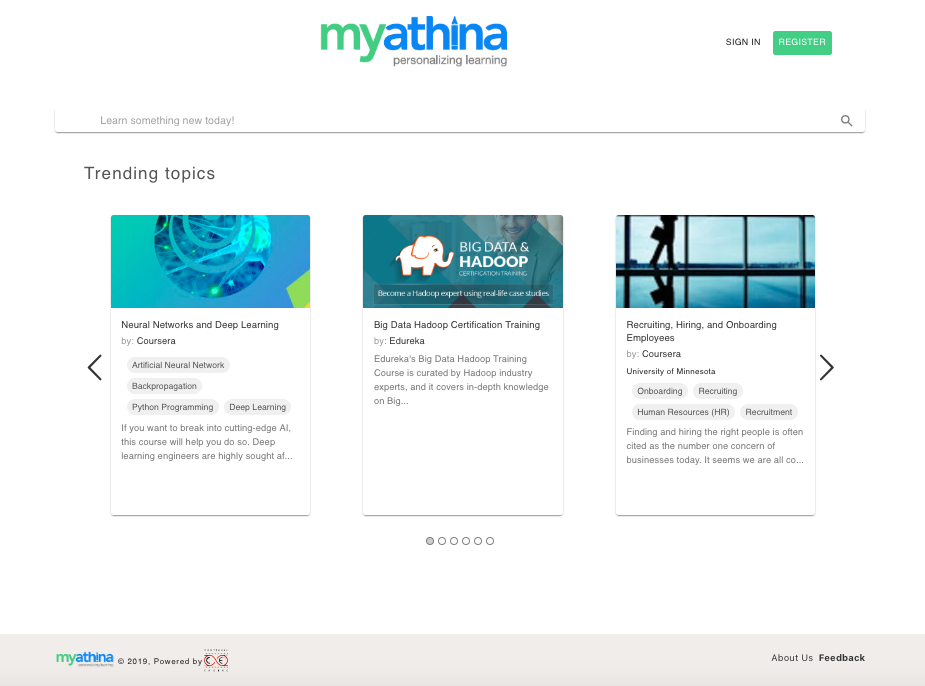 myathina
personalizing learning
SIGN IN
REGISTER
Learn something new today!
Trending topics
Neural Networks and Deep Learning
by: Coursera
Artificial Neural Network
Backpropagation
Python Programming
Deep Learning
If you want to break into cutting-edge AI,
this course will help you do so. Deep
learning engineers are highly sought af...
BIG DATA &
HADOOP
CERTIFICATION TRAINING
Become a Hadoop expert using real-life case studies
Big Data Hadoop Certification Training
by: Edureka
Edureka's Big Data Hadoop Training
Course is curated by Hadoop industry
experts, and it covers in-depth knowledge
on Big...
Recruiting, Hiring, and Onboarding
Employees
by: Coursera
University of Minnesota
Onboarding
Recruiting
Human Resources (HR)
Recruitment
Finding and hiring the right people is often
cited as the number one concern of
businesses today. It seems we are all co...
myathina
personalizing learning
© 2019, Powered by
About Us
Feedback